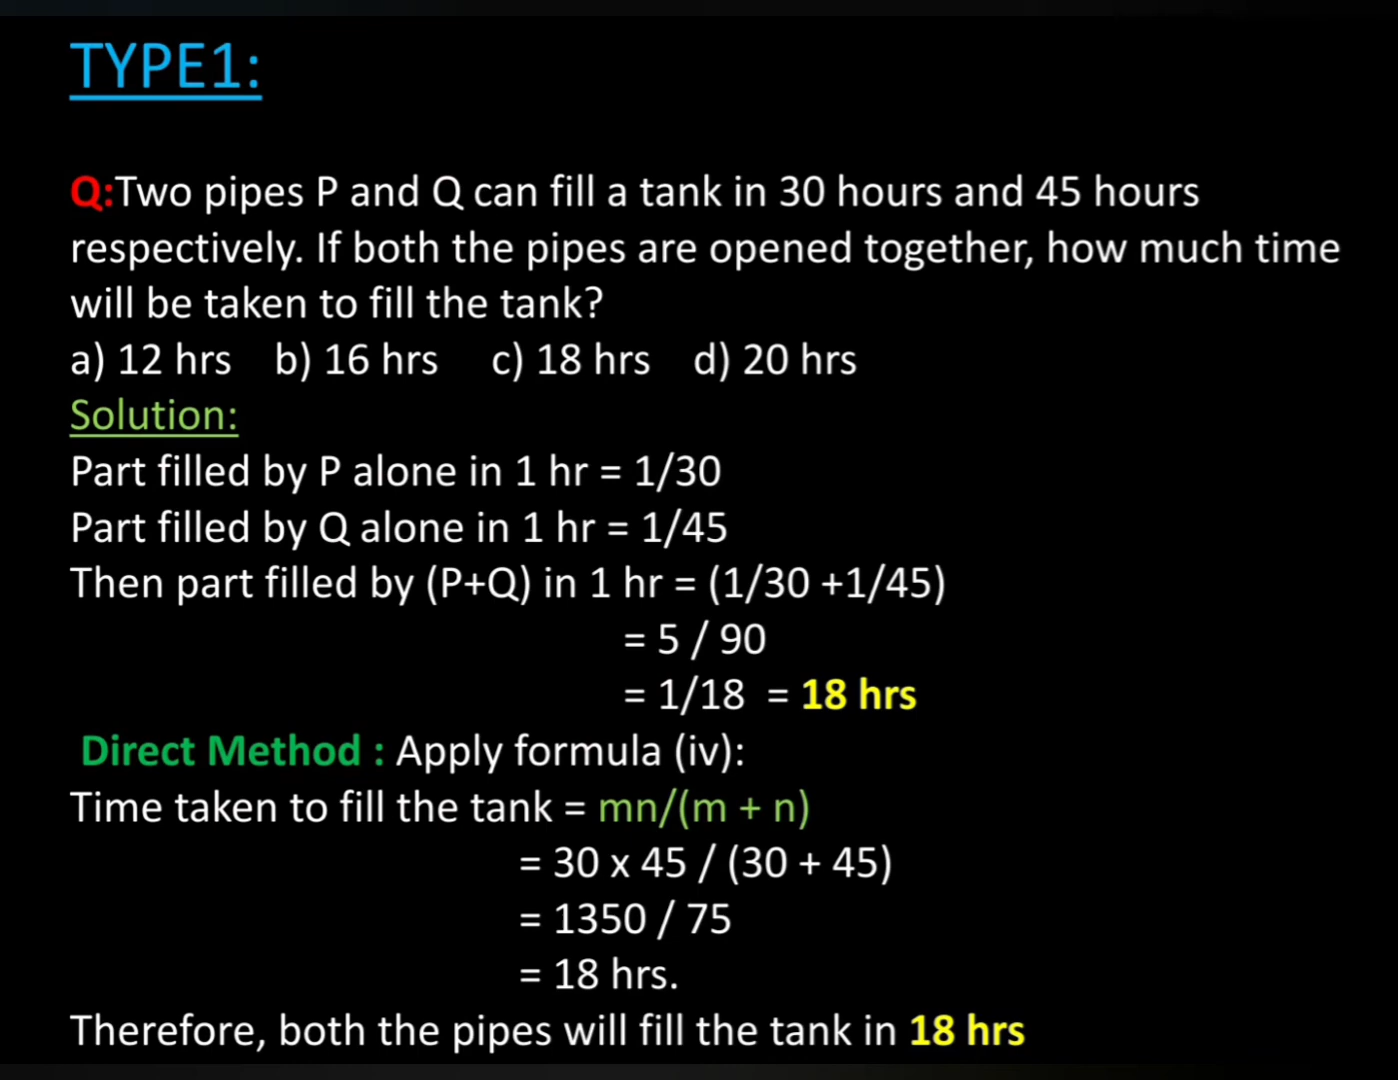 TYPE1:
Q:Two pipes P and Q can fill a tank in 30 hours and 45 hours
respectively. If both the pipes are opened together, how much time
will be taken to fill the tank?
a) 12 hrs b) 16 hrs c) 18 hrs d) 20 hrs
Solution:
Part filled by P alone in 1 hr = 1/30
Part filled by Q alone in 1 hr = 1/45
Then part filled by (P+Q) in 1 hr = (1/30 +1/45)
= 5 / 90
= 1/18 = 18 hrs
Direct Method : Apply formula (iv):
Time taken to fill the tank = mn/(m + n)
= 30 x 45 / (30 + 45)
= 1350 / 75
= 18 hrs.
Therefore, both the pipes will fill the tank in 18 hrs